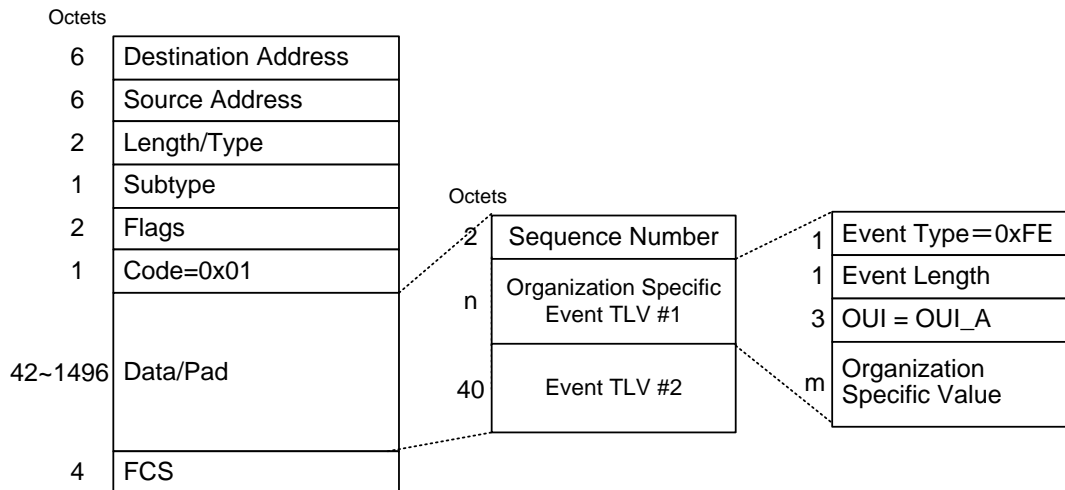 Octets
6 Destination Address
6 Source Address
2 Length/Type
1 Subtype
2 Flags
1 Code=0x01
42~1496 Data/Pad
4 FCS
Octets
2 Sequence Number
n Organization Specific
Event TLV #1
40 Event TLV #2
1 Event Type＝0xFE
1 Event Length
3 OUI = OUI_A
m Organization
Specific Value